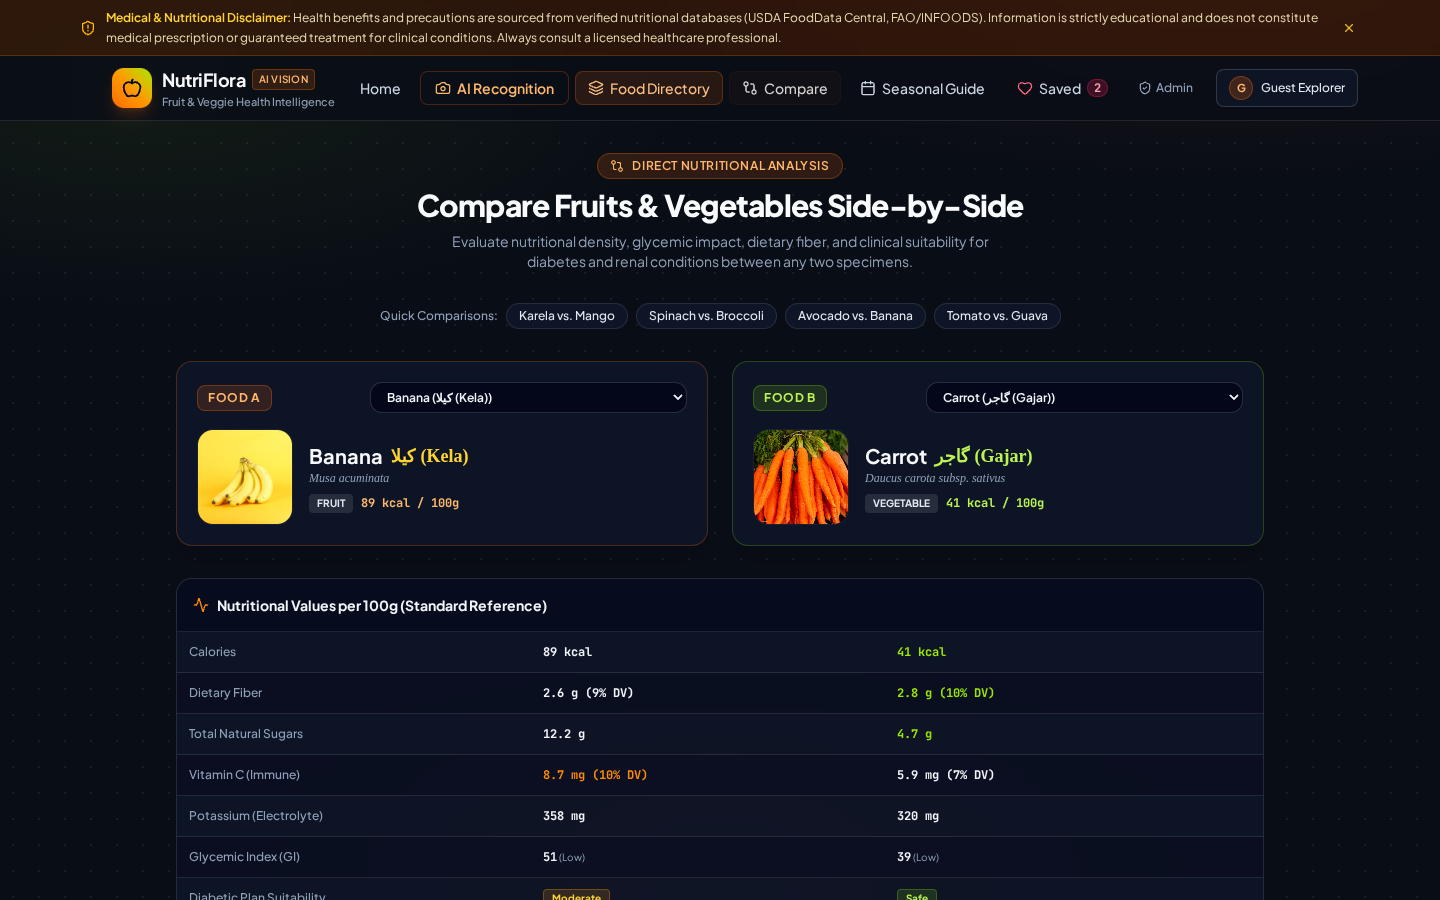 Medical & Nutritional Disclaimer: Health benefits and precautions are sourced from verified nutritional databases (USDA FoodData Central, FAO/INFOODS). Information is strictly educational and does not constitute
medical prescription or guaranteed treatment for clinical conditions. Always consult a licensed healthcare professional.
NutriFlora AI VISION
Fruit & Veggie Health Intelligence
Home AI Recognition Food Directory Compare Seasonal Guide Saved 2 Admin G Guest Explorer
DIRECT NUTRITIONAL ANALYSIS
Compare Fruits & Vegetables Side-by-Side
Evaluate nutritional density, glycemic impact, dietary fiber, and clinical suitability for
diabetes and renal conditions between any two specimens.
Quick Comparisons: Karela vs. Mango Spinach vs. Broccoli Avocado vs. Banana Tomato vs. Guava
FOOD A Banana (کیلا (Kela))
Banana کیلا (Kela)
Musa acuminata
FRUIT 89 kcal / 100g
FOOD B Carrot (گاجر (Gajar))
Carrot گاجر (Gajar)
Daucus carota subsp. sativus
VEGETABLE 41 kcal / 100g
Nutritional Values per 100g (Standard Reference)
Calories 89 kcal 41 kcal
Dietary Fiber 2.6 g (9% DV) 2.8 g (10% DV)
Total Natural Sugars 12.2 g 4.7 g
Vitamin C (Immune) 8.7 mg (10% DV) 5.9 mg (7% DV)
Potassium (Electrolyte) 358 mg 320 mg
Glycemic Index (GI) 51 (Low) 39 (Low)
Diabetic Plan Suitability Moderate Safe